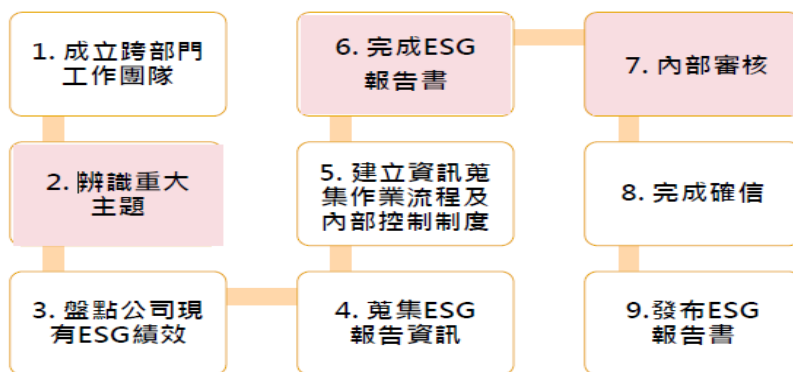 1. 成立跨部門
工作團隊
2. 辨識重大
主題
3. 盤點公司現
有ESG績效
4. 蒐集ESG
報告資訊
5. 建立資訊蒐
集作業流程及
內部控制制度
6. 完成ESG
報告書
7. 內部審核
8. 完成確信
9.發布ESG
報告書